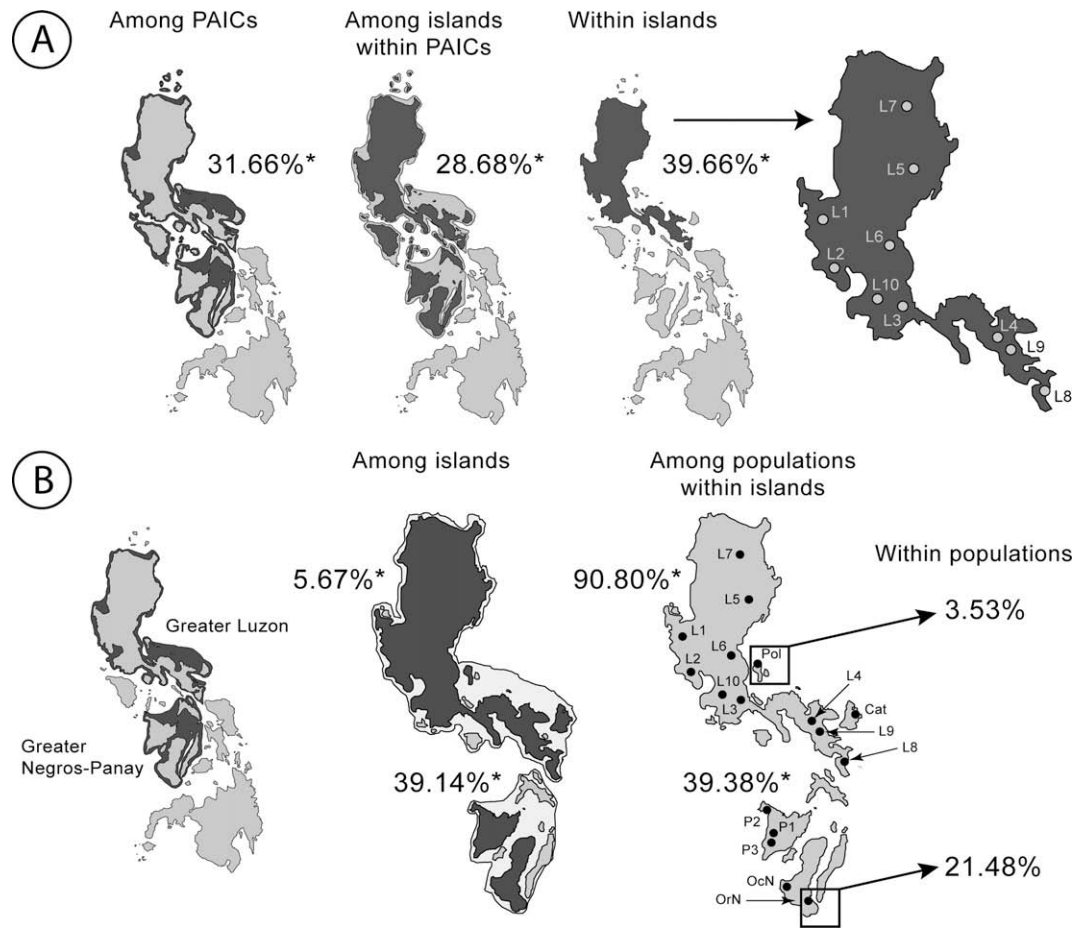 A
Among PAICs
Among islands
within PAICs
Within islands
31.66%*
28.68%*
39.66%*
L7
L5
L1
L6
L2
L10
L3
L4
L9
L8
B
Among islands
Among populations
within islands
Within populations
Greater Luzon
Greater
Negros-Panay
5.67%*
39.14%*
90.80%*
39.38%*
3.53%
21.48%
L7
L5
L1
L6
Pol
L2
L10
L3
L4
Cat
L9
L8
P2
P1
P3
OcN
OrN